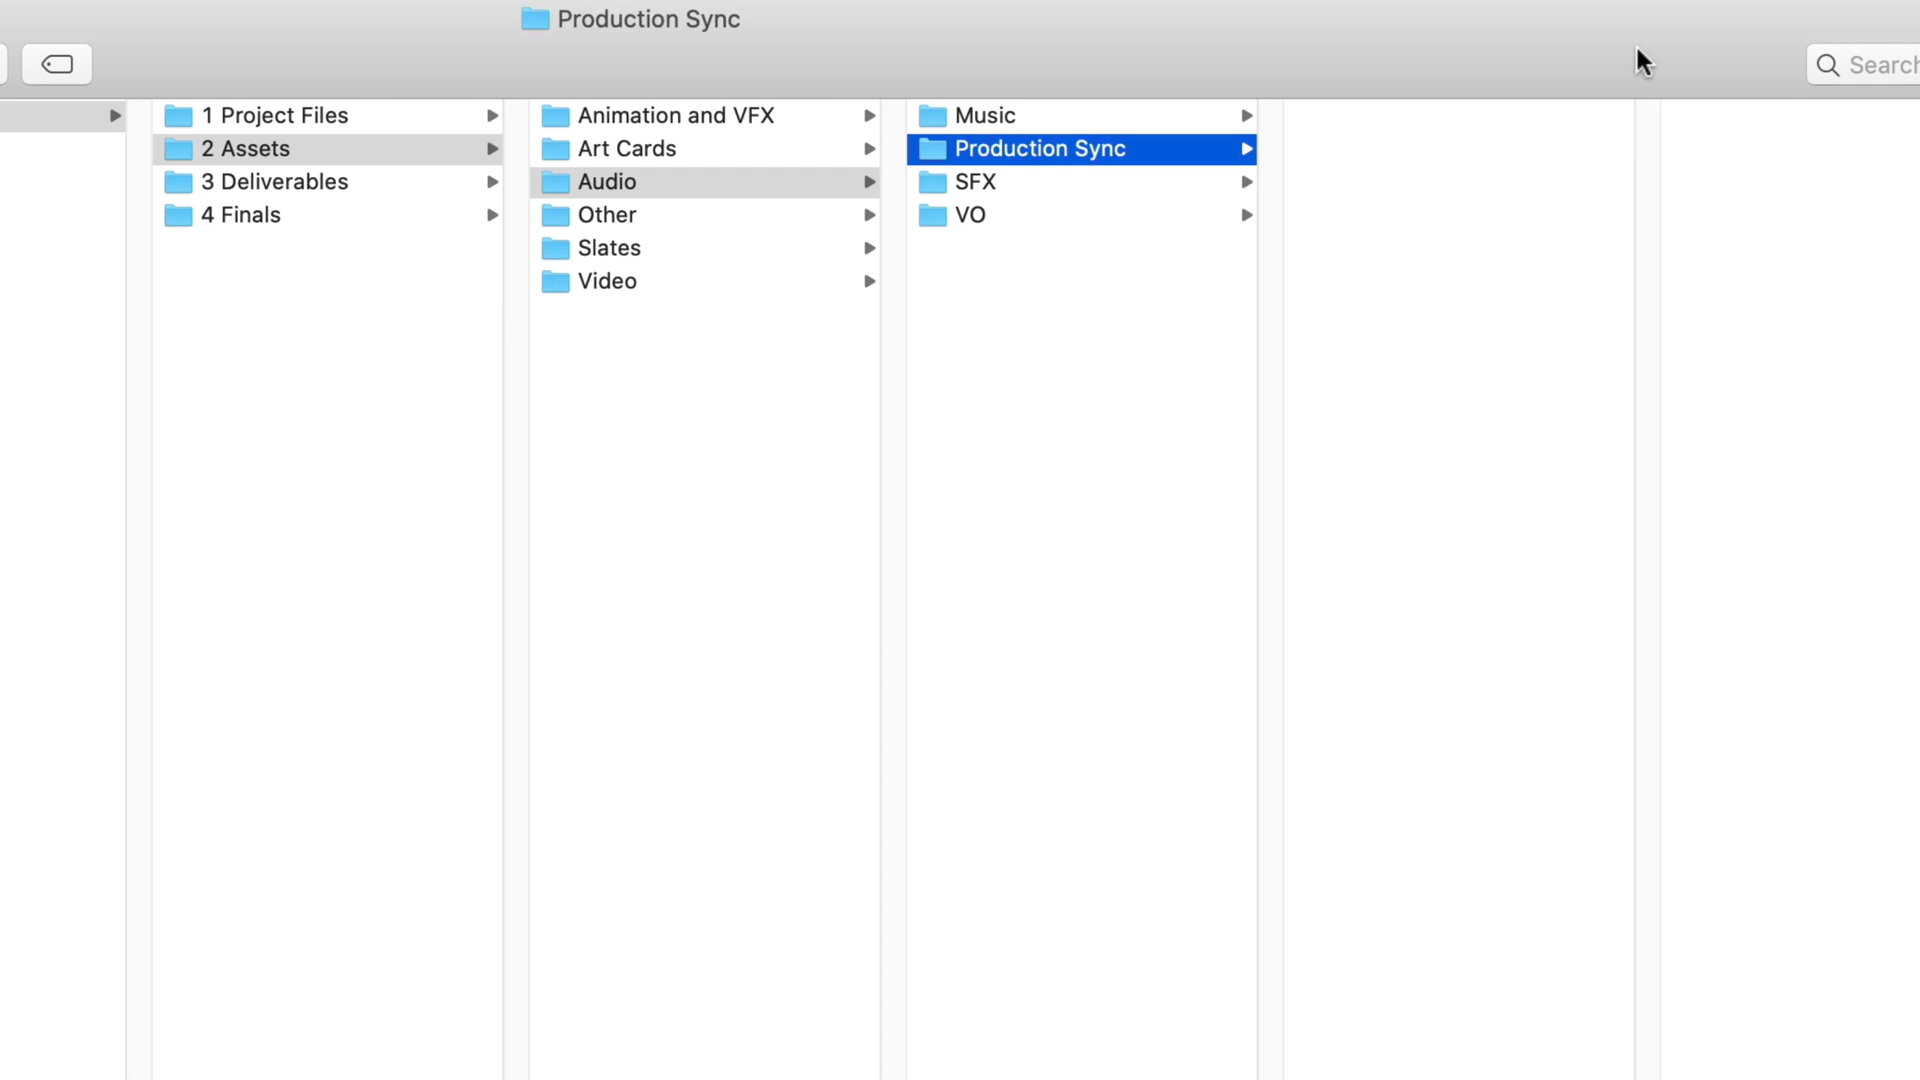 Production Sync
Search
1 Project Files
2 Assets
3 Deliverables
4 Finals
Animation and VFX
Art Cards
Audio
Other
Slates
Video
Music
Production Sync
SFX
VO